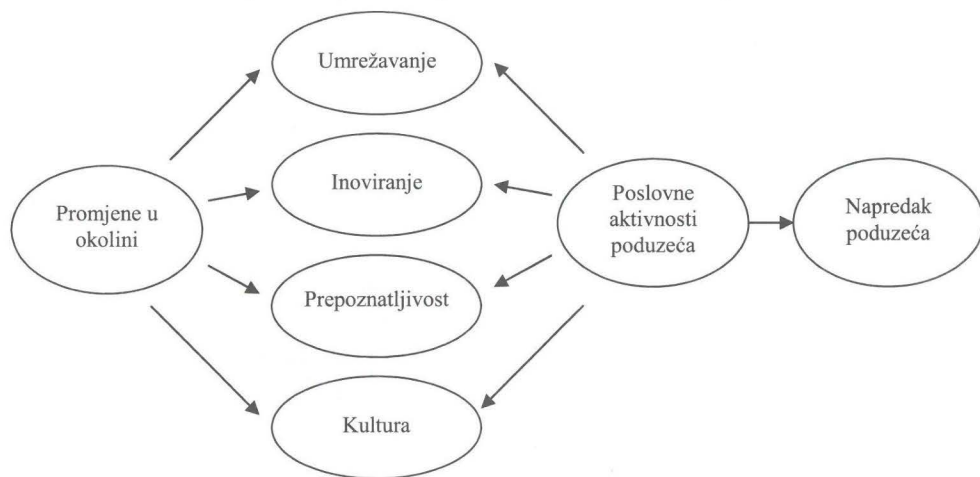 Umrežavanje
Inoviranje
Promjene u
okolini
Poslovne
aktivnosti
poduzeća
Napredak
poduzeća
Prepoznatljivost
Kultura